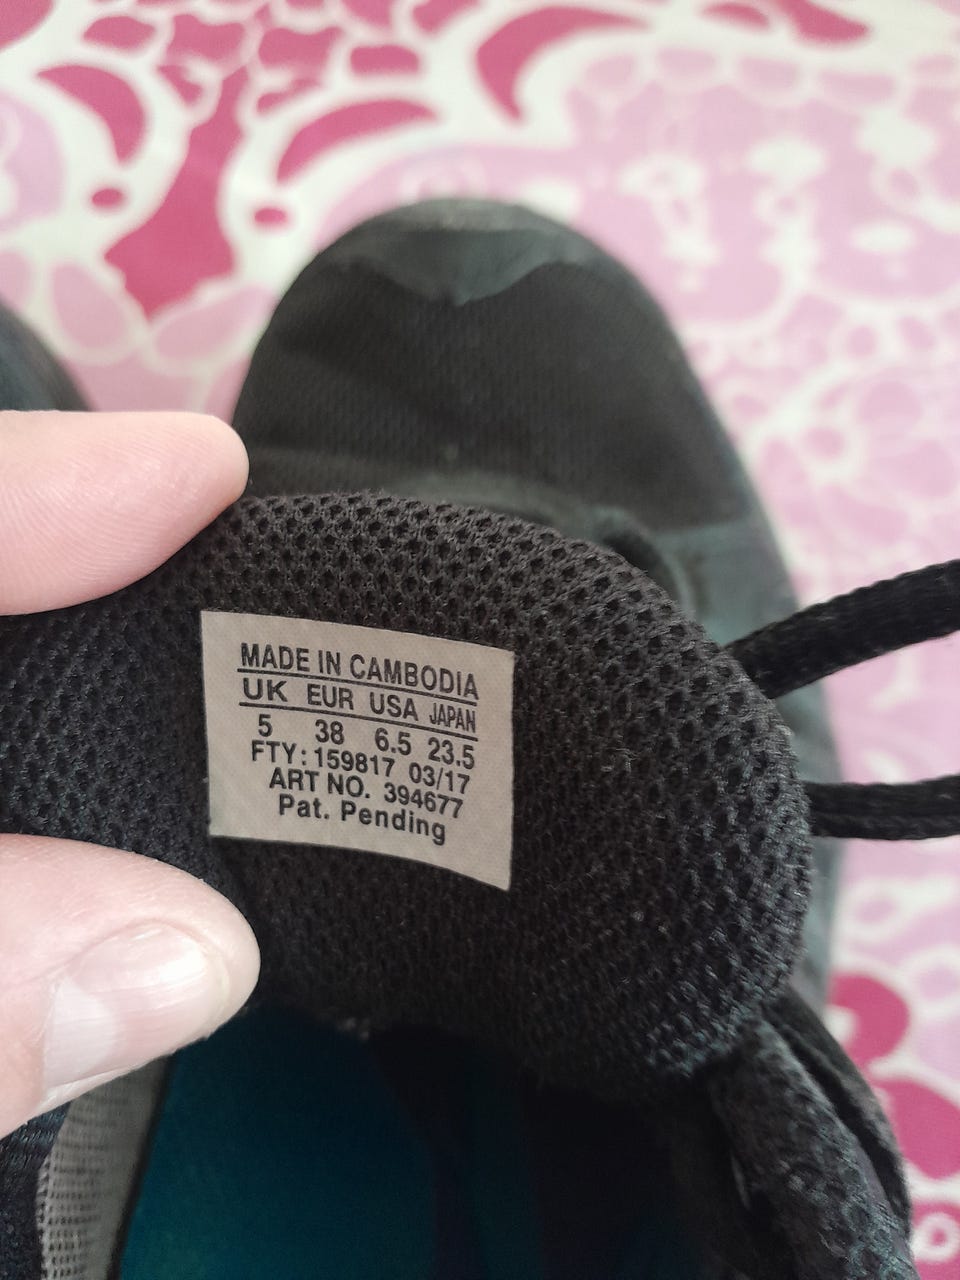 MADE IN CAMBODIA
UK EUR USA JAPAN
5 38 6.5 23.5
FTY: 159817 03/17
ART NO. 394677
Pat. Pending